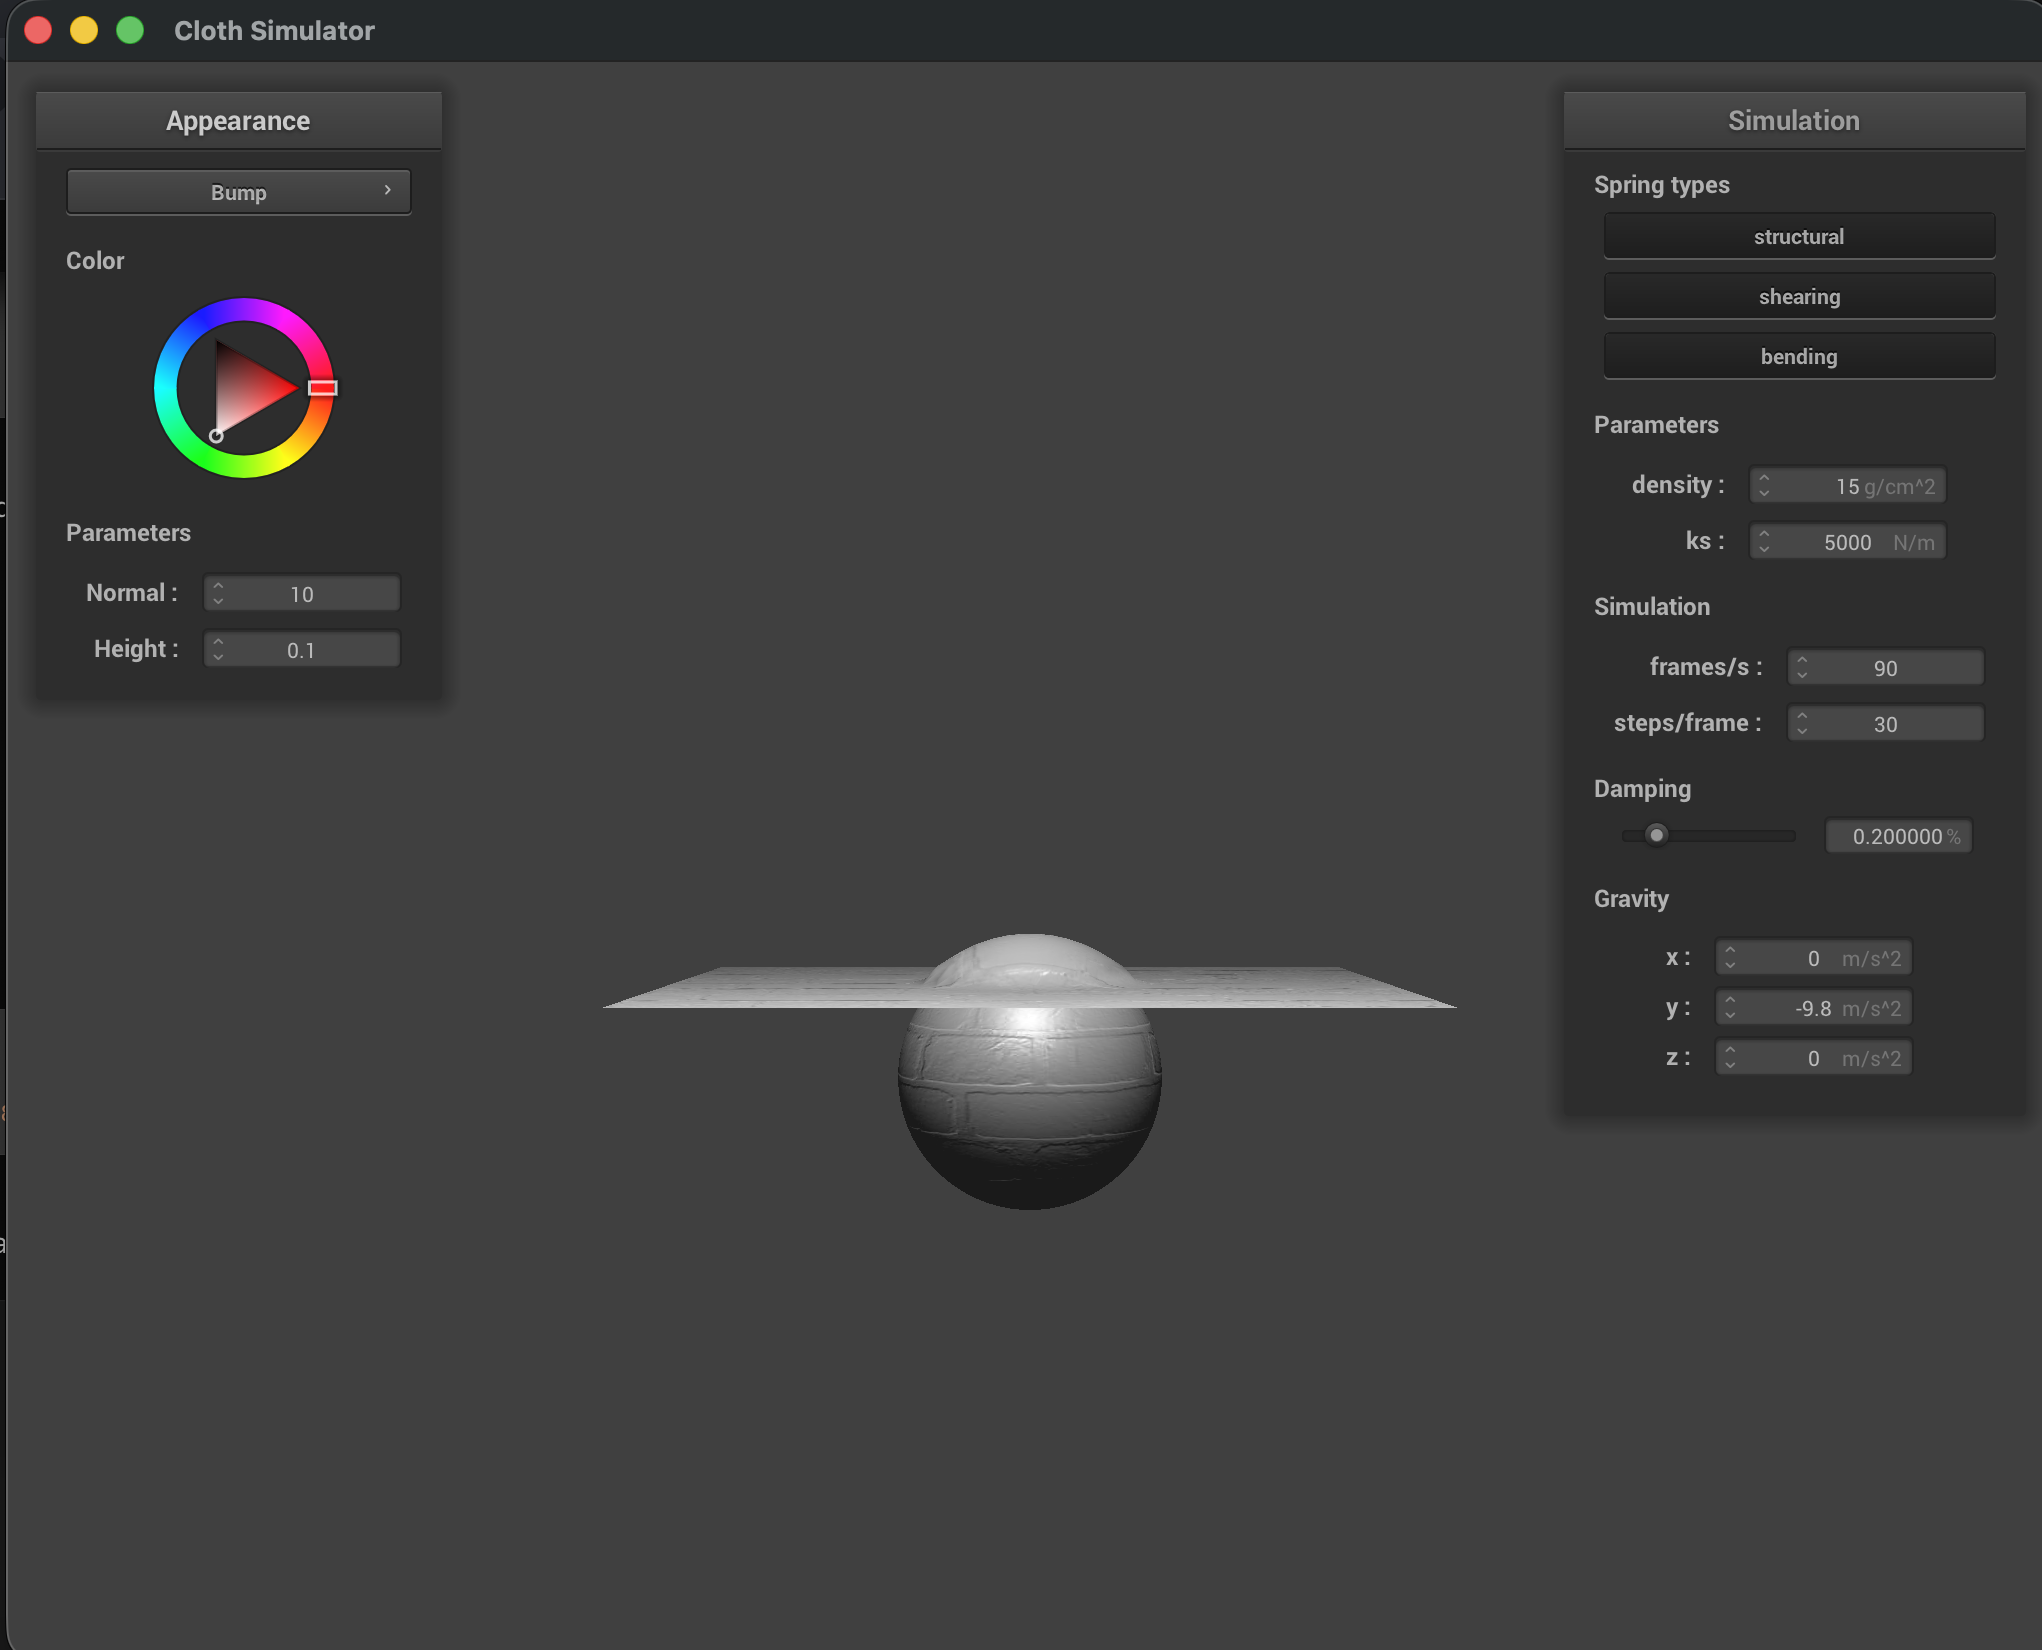 Cloth Simulator
Appearance
Bump
Color
Parameters
Normal : 10
Height : 0.1
Simulation
Spring types
structural
shearing
bending
Parameters
density : 15 g/cm^2
ks : 5000 N/m
Simulation
frames/s : 90
steps/frame : 30
Damping
0.200000 %
Gravity
x : 0 m/s^2
y : -9.8 m/s^2
z : 0 m/s^2